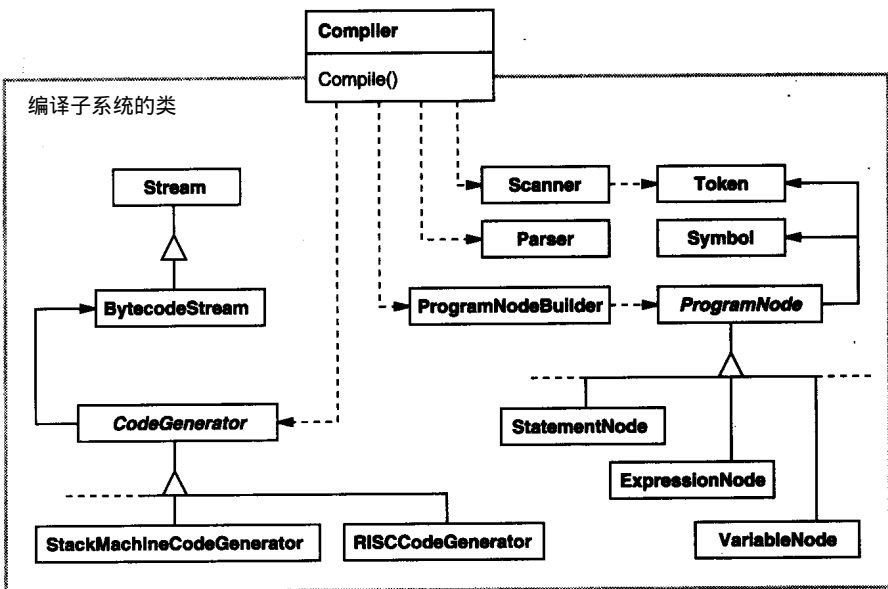 Compiler
Compile()
编译子系统的类
Stream
Scanner
Token
Parser
Symbol
BytecodeStream
ProgramNodeBuilder
ProgramNode
CodeGenerator
StatementNode
ExpressionNode
StackMachineCodeGenerator
RISCCodeGenerator
VariableNode